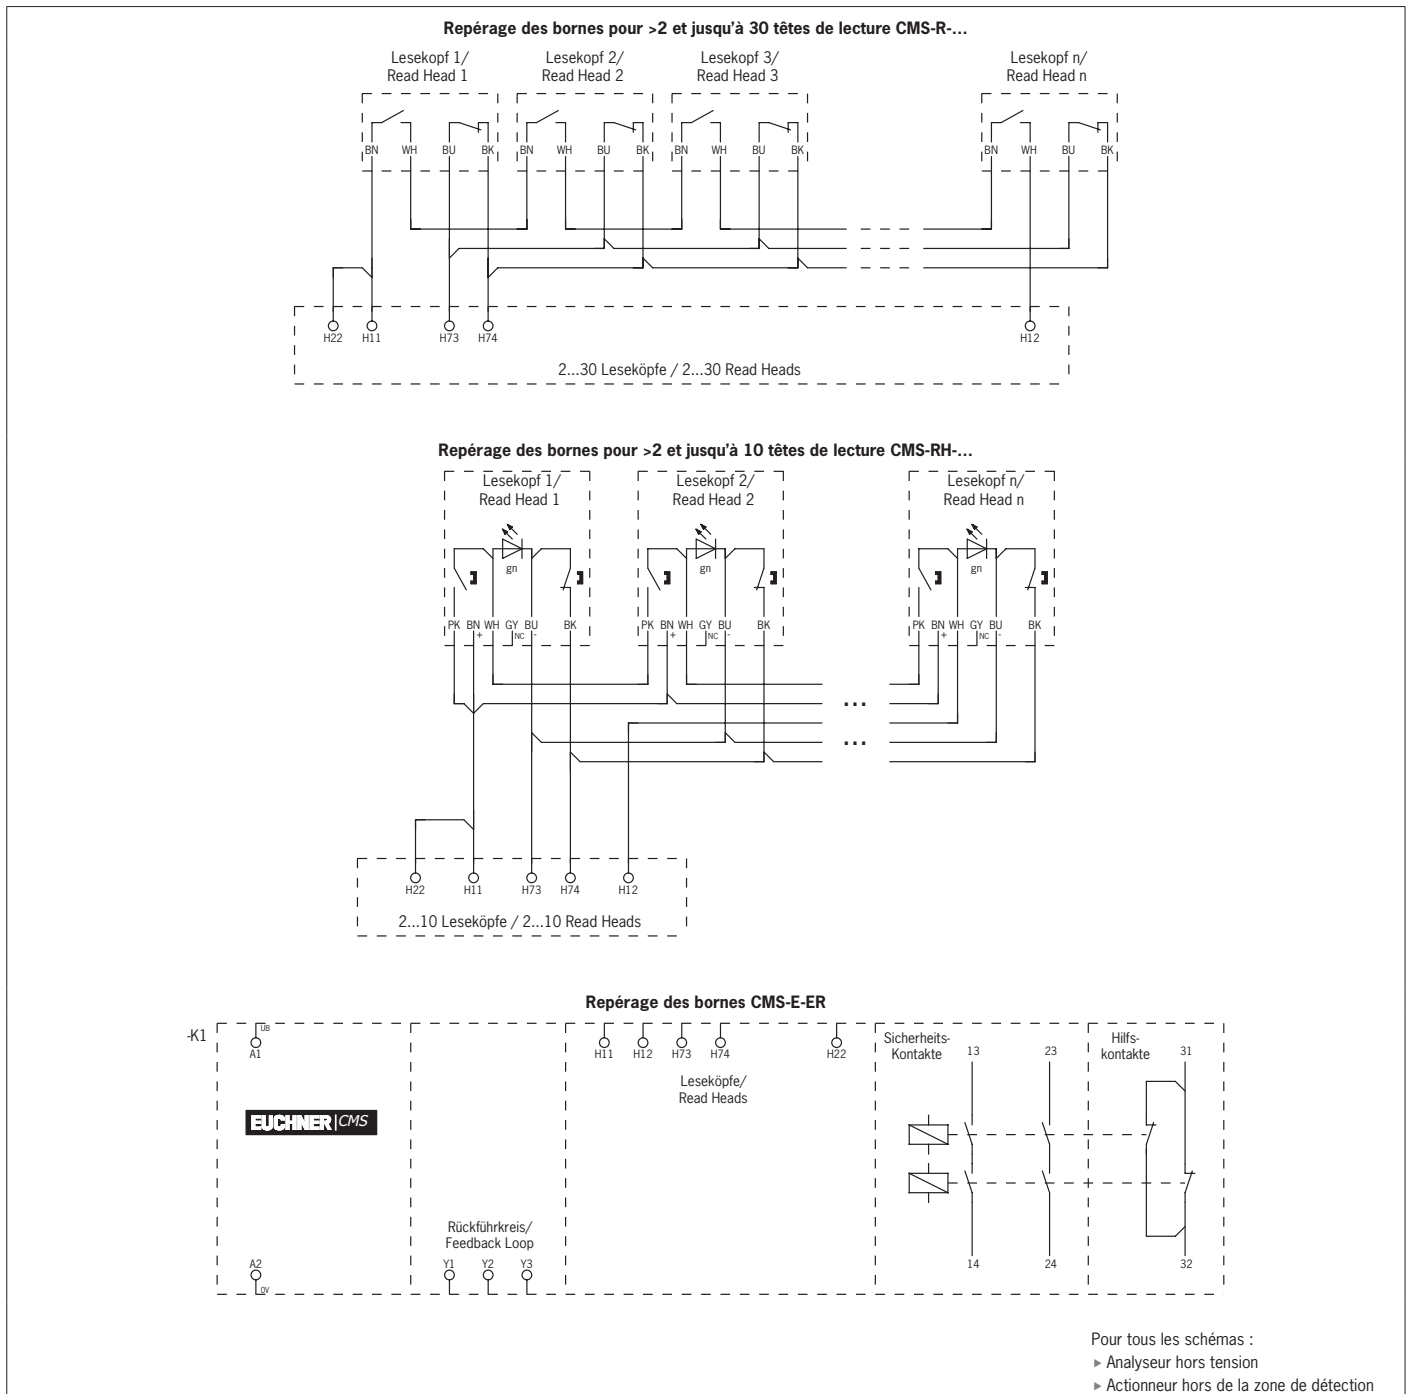 Repérage des bornes pour >2 et jusqu'à 30 têtes de lecture CMS-R-...
Lesekopf 1/
Read Head 1
Lesekopf 2/
Read Head 2
Lesekopf 3/
Read Head 3
Lesekopf n/
Read Head n
BN WH BU BK BN WH BU BK BN WH BU BK BN WH BU BK
H22 H11 H73 H74 H12
2...30 Leseköpfe / 2...30 Read Heads
Repérage des bornes pour >2 et jusqu'à 10 têtes de lecture CMS-RH-...
Lesekopf 1/
Read Head 1
Lesekopf 2/
Read Head 2
Lesekopf n/
Read Head n
gn gn gn
PK BN WH GY BU BK PK BN WH GY BU BK PK BN WH GY BU BK
+ NC - + NC - + NC -
... 
...
H22 H11 H73 H74 H12
2...10 Leseköpfe / 2...10 Read Heads
Repérage des bornes CMS-E-ER
-K1
UB
A1
H11 H12 H73 H74 H22
Leseköpfe/
Read Heads
Sicherheits-
Kontakte
13 23
Hilfs-
kontakte
31
EUCHNER|CMS
Rückführkreis/
Feedback Loop
A2
0V
Y1 Y2 Y3
14 24 32
Pour tous les schémas :
▸ Analyseur hors tension
▸ Actionneur hors de la zone de détection